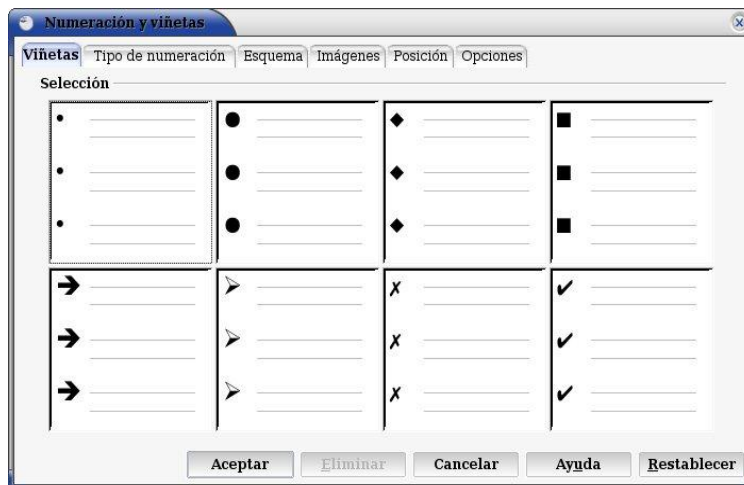 Numeración y viñetas
Viñetas Tipo de numeración Esquema Imágenes Posición Opciones
Selección
Aceptar Eliminar Cancelar Ayuda Restablecer